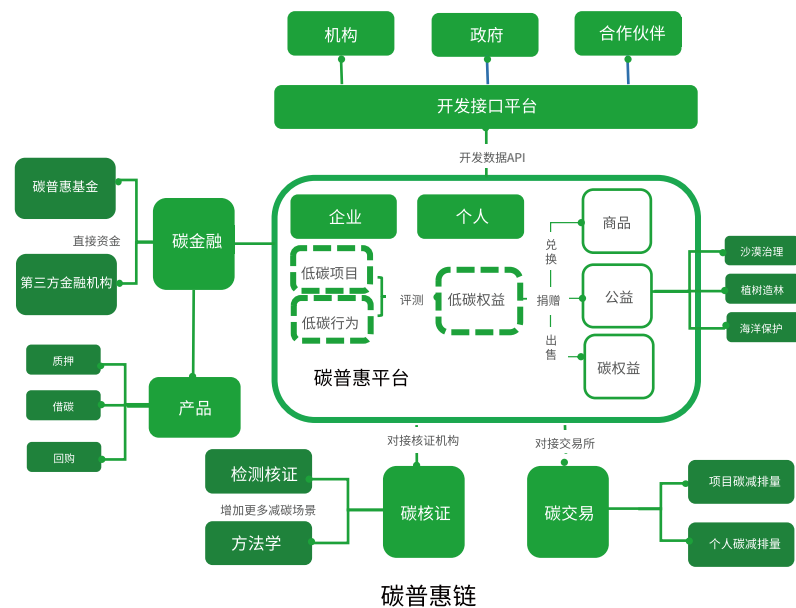 机构
政府
合作伙伴
开发接口平台
开发数据API
碳普惠基金
直接资金
第三方金融机构
碳金融
企业
个人
低碳项目
低碳行为
评测
低碳权益
兑换
捐赠
出售
商品
公益
碳权益
碳普惠平台
沙漠治理
植树造林
海洋保护
质押
借碳
回购
产品
对接核证机构
对接交易所
检测核证
增加更多减碳场景
方法学
碳核证
碳交易
项目碳减排量
个人碳减排量
碳普惠链